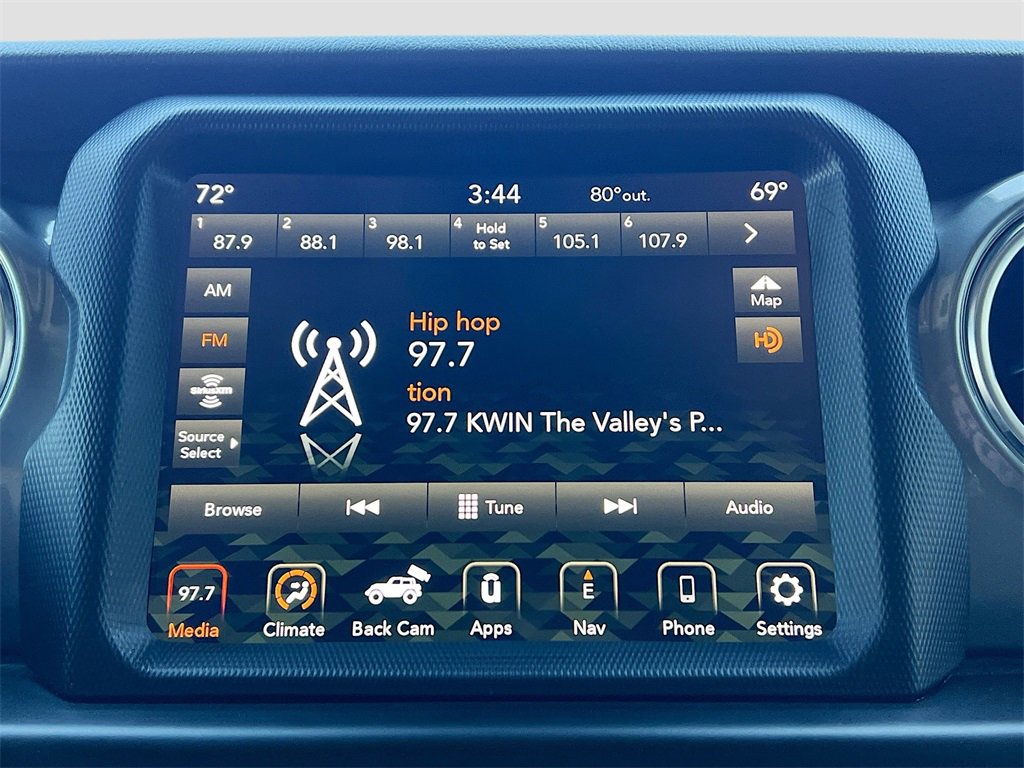 72° 3:44 80°out. 69°
1 87.9 2 88.1 3 98.1 4 Hold to Set 5 105.1 6 107.9
AM
FM
SiriusXM
Source
Select
Hip hop
97.7
tion
97.7 KWIN The Valley's P...
Map
HD
Browse Tune Audio
97.7 E
Media Climate Back Cam Apps Nav Phone Settings